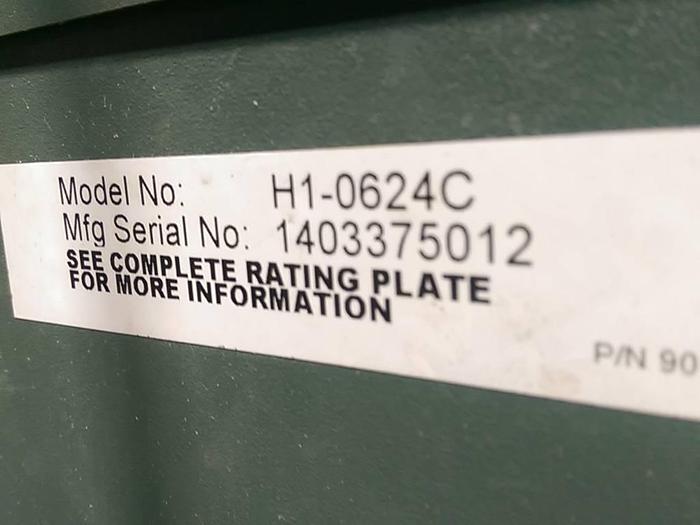 Model No: H1-0624C
Mfg Serial No: 1403375012
SEE COMPLETE RATING PLATE
FOR MORE INFORMATION
P/N 90